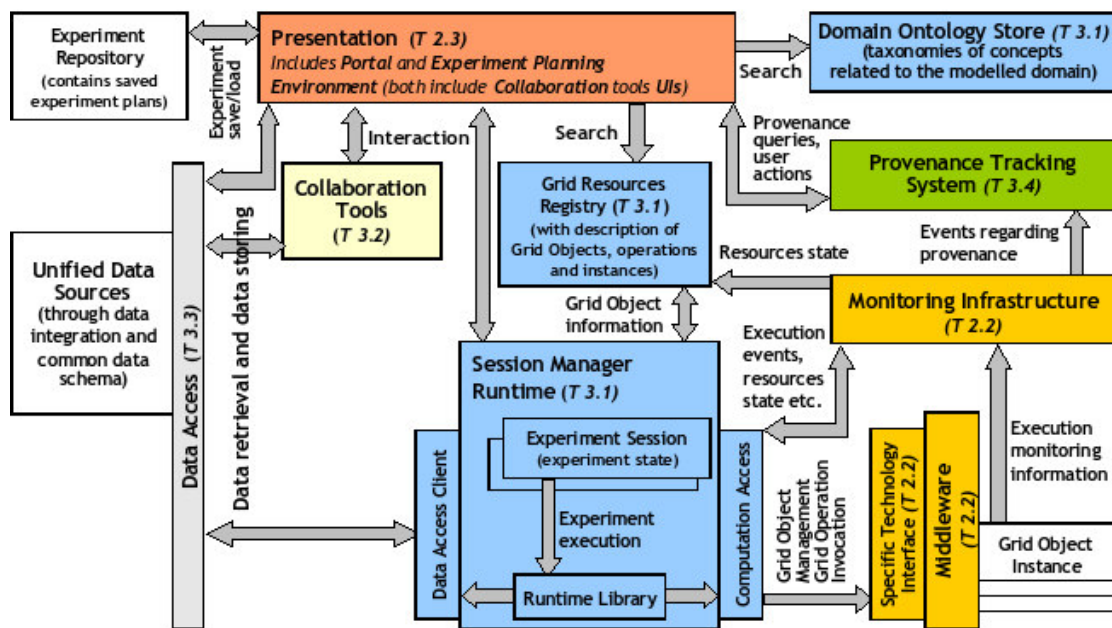 Experiment
Repository
(contains saved
experiment plans)
Experiment
save/load
Presentation (T 2.3)
Includes Portal and Experiment Planning
Environment (both include Collaboration tools UIs)
Search
Domain Ontology Store (T 3.1)
(taxonomies of concepts
related to the modelled domain)
Interaction
Search
Provenance
queries,
user
actions
Provenance Tracking
System (T 3.4)
Collaboration
Tools
(T 3.2)
Grid Resources
Registry (T 3.1)
(with description of
Grid Objects, operations
and instances)
Resources state
Events regarding
provenance
Unified Data
Sources
(through data
integration and
common data
schema)
Data Access (T 3.3)
Data retrieval and data storing
Grid Object
information
Monitoring Infrastructure
(T 2.2)
Execution
events,
resources
state etc.
Session Manager
Runtime (T 3.1)
Experiment Session
(experiment state)
Experiment
execution
Runtime Library
Data Access Client
Computation Access
Grid Object
Management
Grid Operation
Invocation
Specific Technology
Interface (T 2.2)
Middleware
(T 2.2)
Execution
monitoring
information
Grid Object
Instance